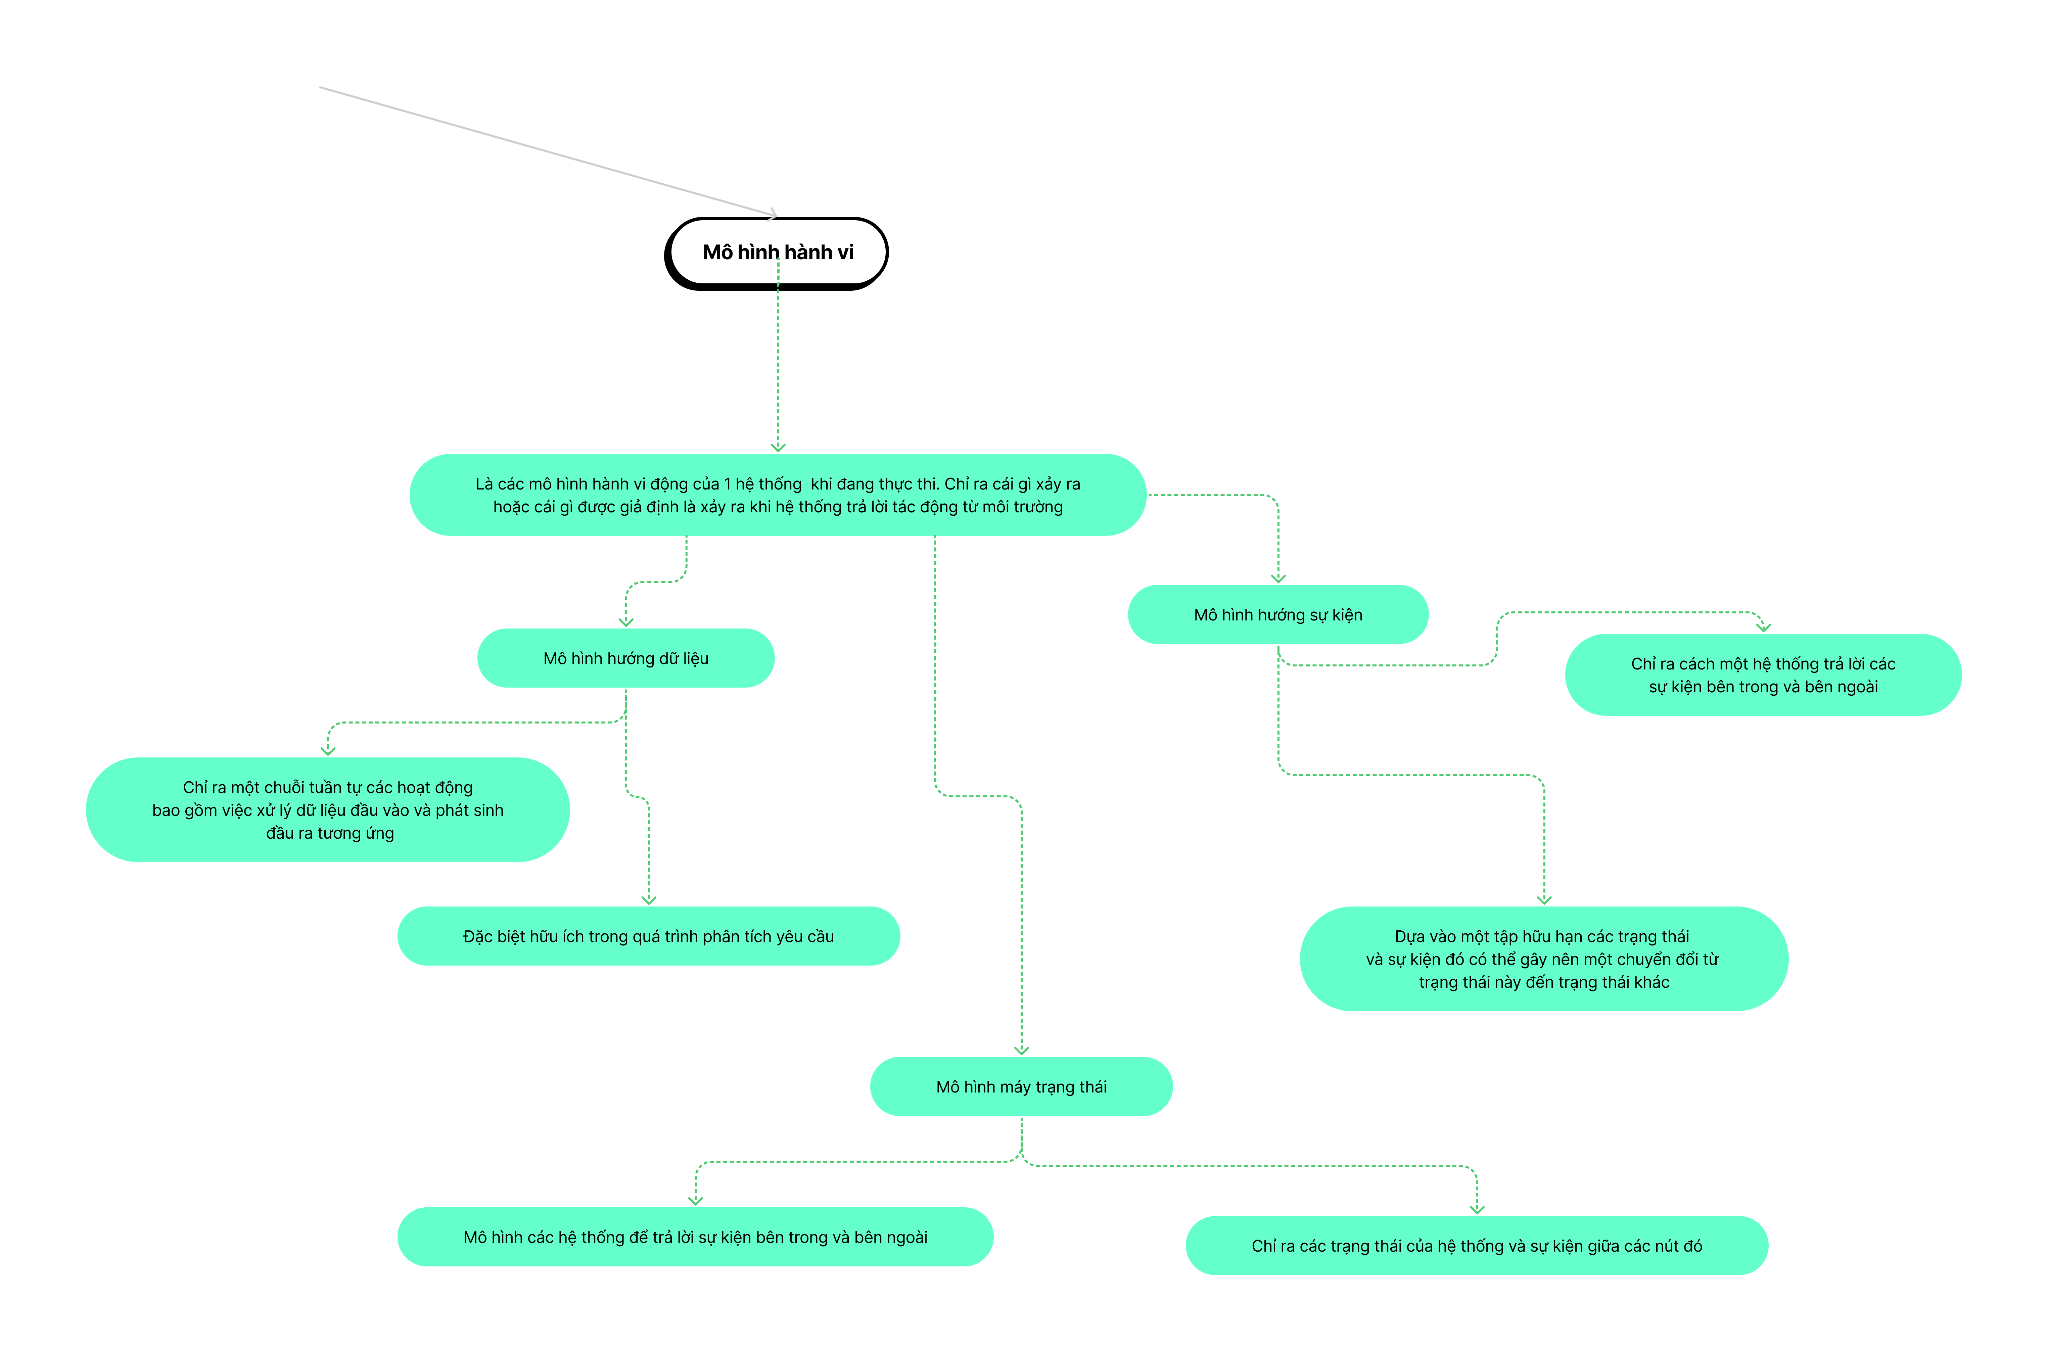 Mô hình hành vi
Là các mô hình hành vi động của 1 hệ thống  khi đang thực thi. Chỉ ra cái gì xảy ra
hoặc cái gì được giả định là xảy ra khi hệ thống trả lời tác động từ môi trường
Mô hình hướng sự kiện
Chỉ ra cách một hệ thống trả lời các
sự kiện bên trong và bên ngoài
Mô hình hướng dữ liệu
Chỉ ra một chuỗi tuần tự các hoạt động
bao gồm việc xử lý dữ liệu đầu vào và phát sinh
đầu ra tương ứng
Đặc biệt hữu ích trong quá trình phân tích yêu cầu
Dựa vào một tập hữu hạn các trạng thái
và sự kiện đó có thể gây nên một chuyển đổi từ
trạng thái này đến trạng thái khác
Mô hình máy trạng thái
Mô hình các hệ thống để trả lời sự kiện bên trong và bên ngoài
Chỉ ra các trạng thái của hệ thống và sự kiện giữa các nút đó